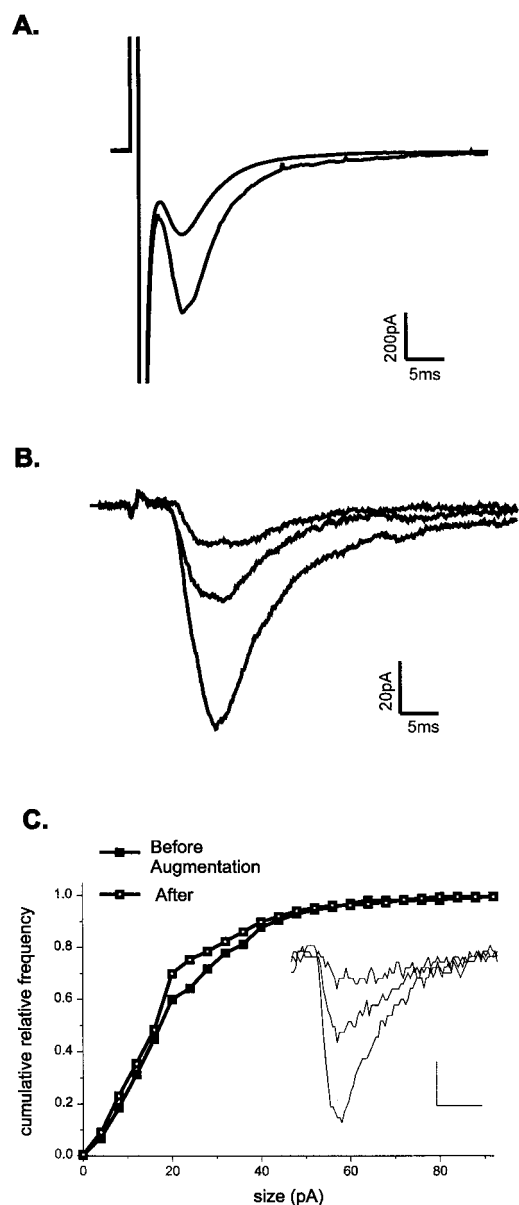 A.
200pA
5ms
B.
20pA
5ms
C.
Before
Augmentation
After
cumulative relative frequency
1.0
0.8
0.6
0.4
0.2
0.0
0
20
40
60
80
size (pA)